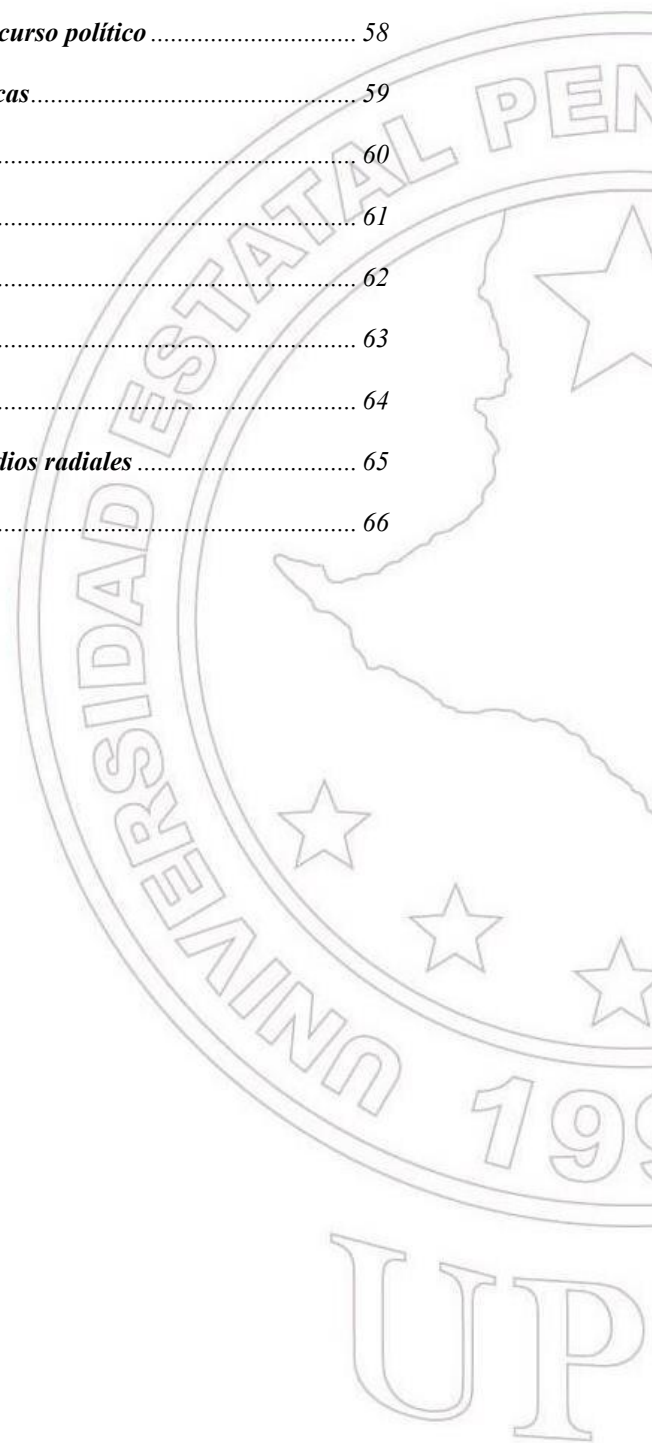 curso político ................................. 58
cas ..................................................... 59
........................................................... 60
........................................................... 61
........................................................... 62
........................................................... 63
........................................................... 64
dios radiales ................................... 65
........................................................... 66
UNIVERSIDAD ESTATAL PEN
199
UP